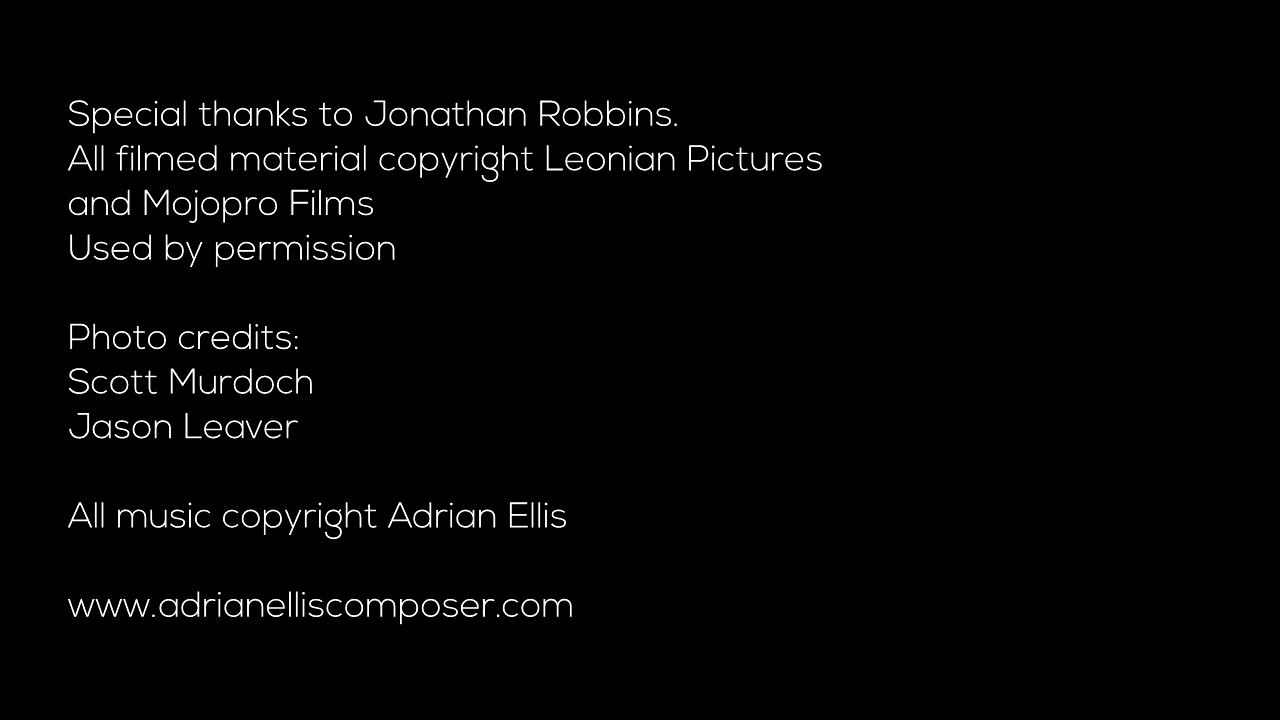 Special thanks to Jonathan Robbins.
All filmed material copyright Leonian Pictures
and Mojopro Films
Used by permission
Photo credits:
Scott Murdoch
Jason Leaver
All music copyright Adrian Ellis
www.adrianelliscomposer.com